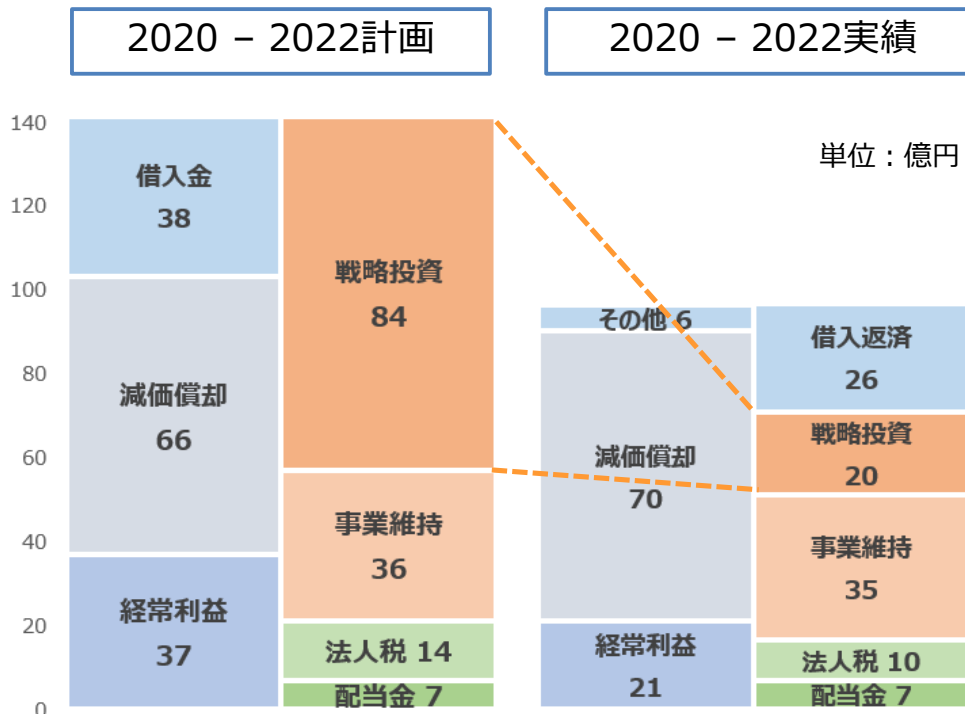 2020 – 2022計画
2020 – 2022実績
単位：億円
140
120
100
80
60
40
20
0
借入金
38
減価償却
66
経常利益
37
戦略投資
84
事業維持
36
法人税 14
配当金 7
その他 6
減価償却
70
経常利益
21
借入返済
26
戦略投資
20
事業維持
35
法人税 10
配当金 7